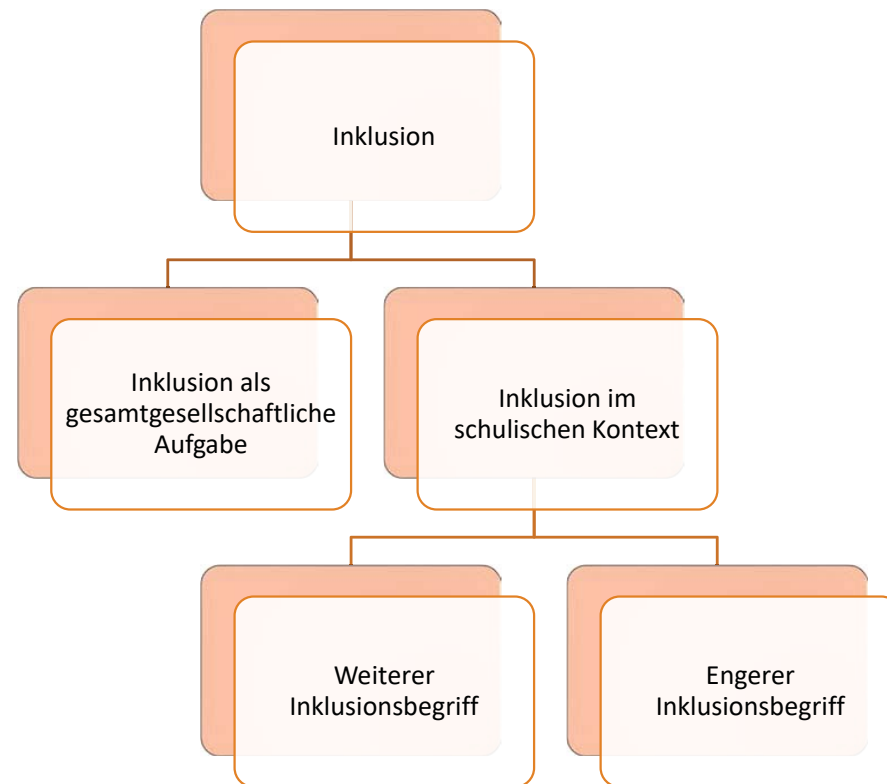 Inklusion
Inklusion als
gesamtgesellschaftliche
Aufgabe
Inklusion im
schulischen Kontext
Weiterer
Inklusionsbegriff
Engerer
Inklusionsbegriff